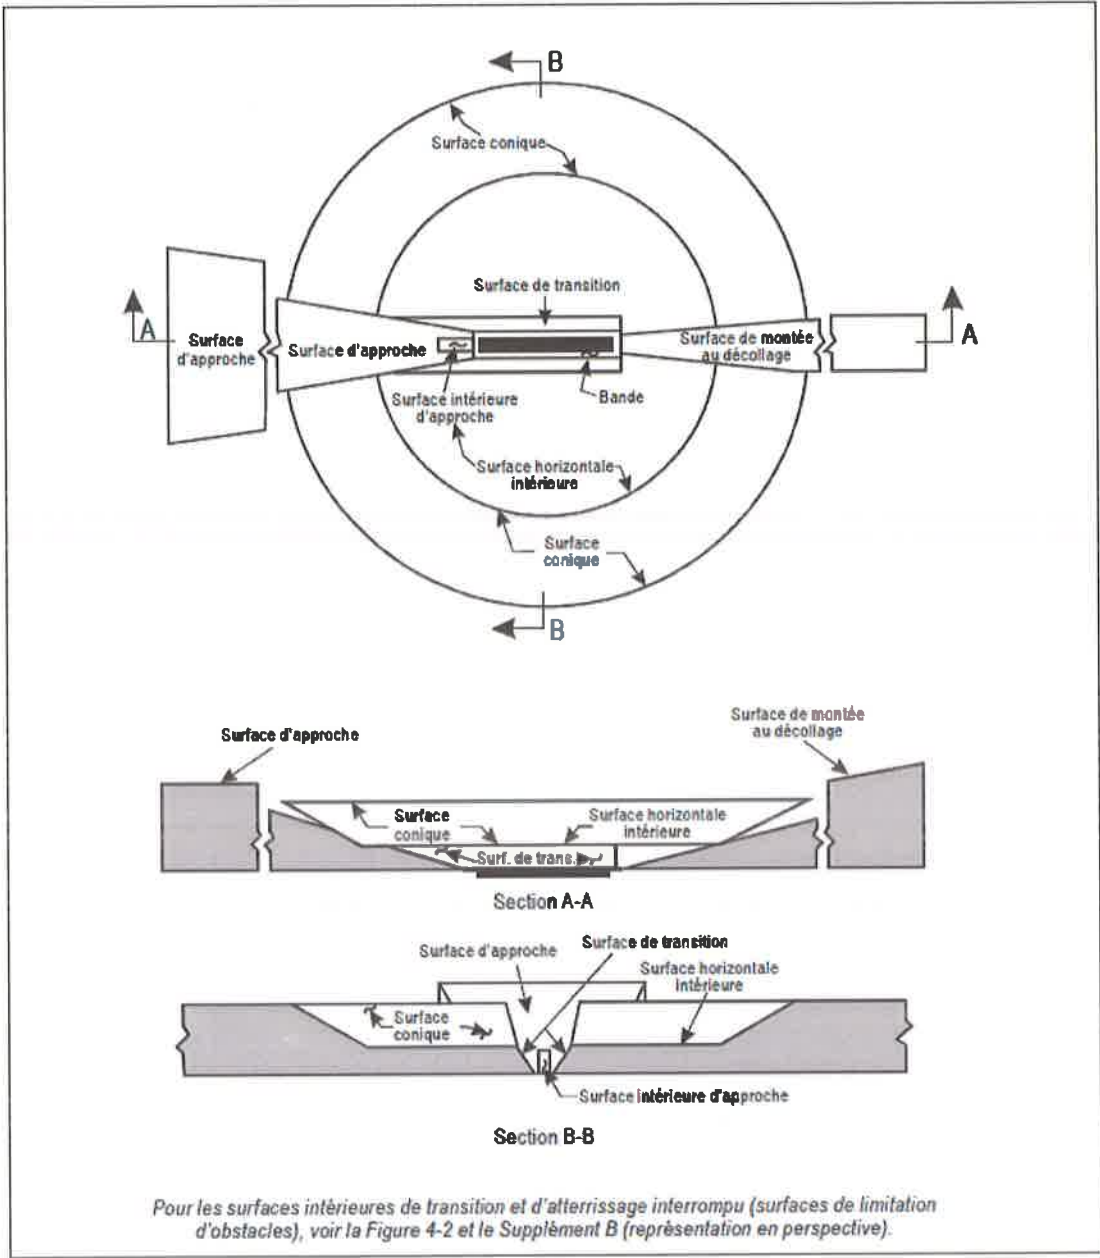 B
Surface conique
Surface de transition
A
A
Surface
d'approche
Surface d'approche
Surface de montée
au décollage
Surface intérieure
d'approche
Bande
Surface horizontale
intérieure
Surface
conique
B
Surface de montée
au décollage
Surface d'approche
Surface
conique
Surface horizontale
intérieure
Surf. de trans.
Section A-A
Surface d'approche
Surface de transition
Surface horizontale
intérieure
Surface
conique
Surface intérieure d'approche
Section B-B
Pour les surfaces intérieures de transition et d'atterrissage interrompu (surfaces de limitation
d'obstacles), voir la Figure 4-2 et le Supplément B (représentation en perspective).